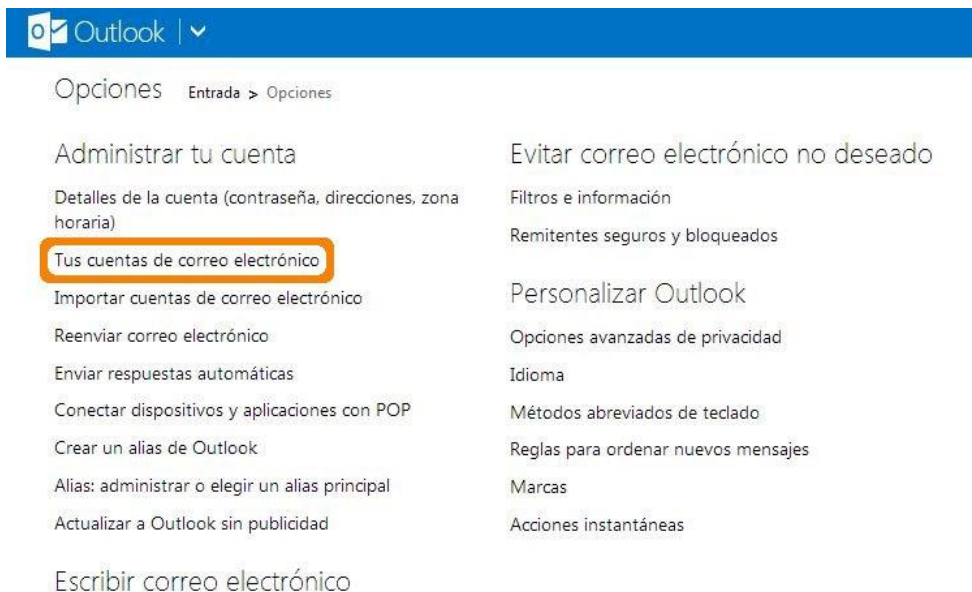 Outlook
Opciones Entrada > Opciones
Administrar tu cuenta
Detalles de la cuenta (contraseña, direcciones, zona
horaria)
Tus cuentas de correo electrónico
Importar cuentas de correo electrónico
Reenviar correo electrónico
Enviar respuestas automáticas
Conectar dispositivos y aplicaciones con POP
Crear un alias de Outlook
Alias: administrar o elegir un alias principal
Actualizar a Outlook sin publicidad
Escribir correo electrónico
Evitar correo electrónico no deseado
Filtros e información
Remitentes seguros y bloqueados
Personalizar Outlook
Opciones avanzadas de privacidad
Idioma
Métodos abreviados de teclado
Reglas para ordenar nuevos mensajes
Marcas
Acciones instantáneas